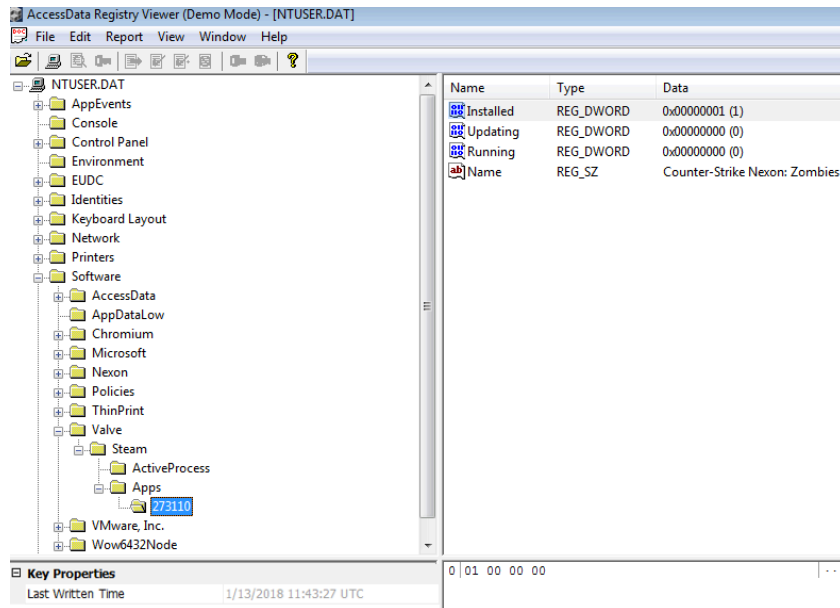 AccessData Registry Viewer (Demo Mode) - [NTUSER.DAT]
File Edit Report View Window Help
NTUSER.DAT
AppEvents
Console
Control Panel
Environment
EUDC
Identities
Keyboard Layout
Network
Printers
Software
AccessData
AppDataLow
Chromium
Microsoft
Nexon
Policies
ThinPrint
Valve
Steam
ActiveProcess
Apps
273110
VMware, Inc.
Wow6432Node
Name Type Data
Installed REG_DWORD 0x00000001 (1)
Updating REG_DWORD 0x00000000 (0)
Running REG_DWORD 0x00000000 (0)
Name REG_SZ Counter-Strike Nexon: Zombies
Key Properties
Last Written Time 1/13/2018 11:43:27 UTC
0 01 00 00 00 ..